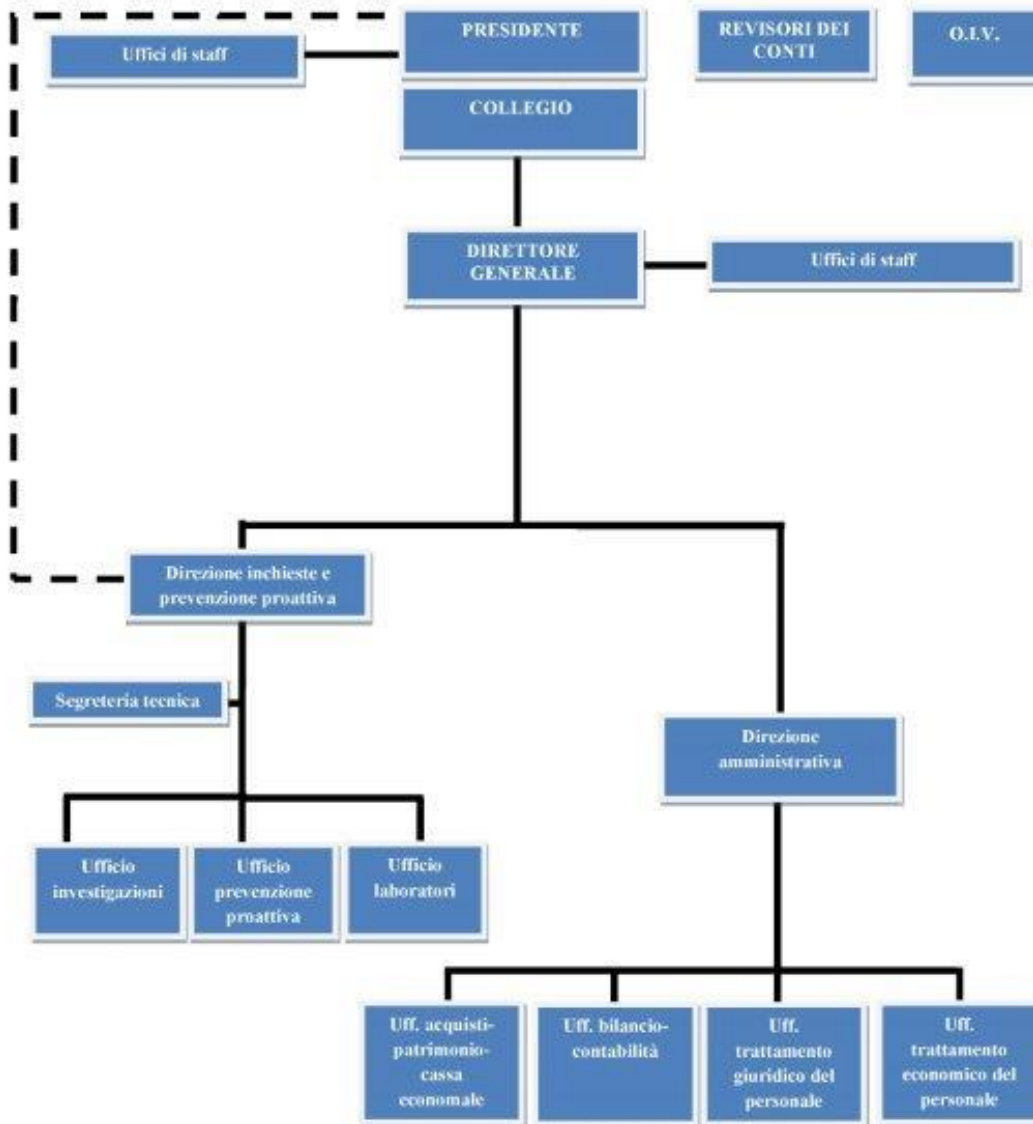 PRESIDENTE
Uffici di staff
REVISORI DEI
CONTI
O.I.V.
COLLEGIO
DIRETTORE
GENERALE
Uffici di staff
Direzione inchieste e
prevenzione proattiva
Segreteria tecnica
Direzione
amministrativa
Ufficio
investigazioni
Ufficio
prevenzione
proattiva
Ufficio
laboratori
Uff. acquisti-
patrimonio-
cassa
economale
Uff. bilancio-
contabilità
Uff.
trattamento
giuridico del
personale
Uff.
trattamento
economico del
personale